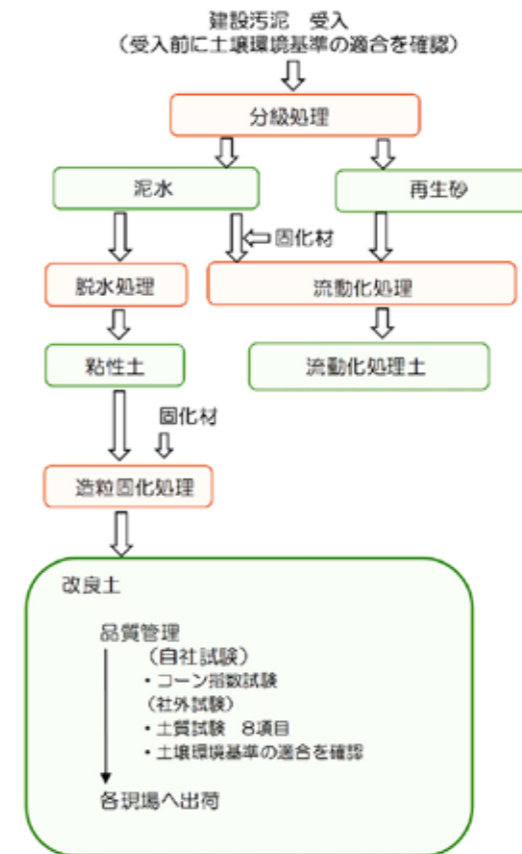 建設汚泥 受入
（受入前に土壌環境基準の適合を確認）
分級処理
泥水
再生砂
固化材
脱水処理
流動化処理
粘性土
流動化処理土
固化材
造粒固化処理
改良土
品質管理
（自社試験）
・コーン指数試験
（社外試験）
・土質試験 8項目
・土壌環境基準の適合を確認
各現場へ出荷